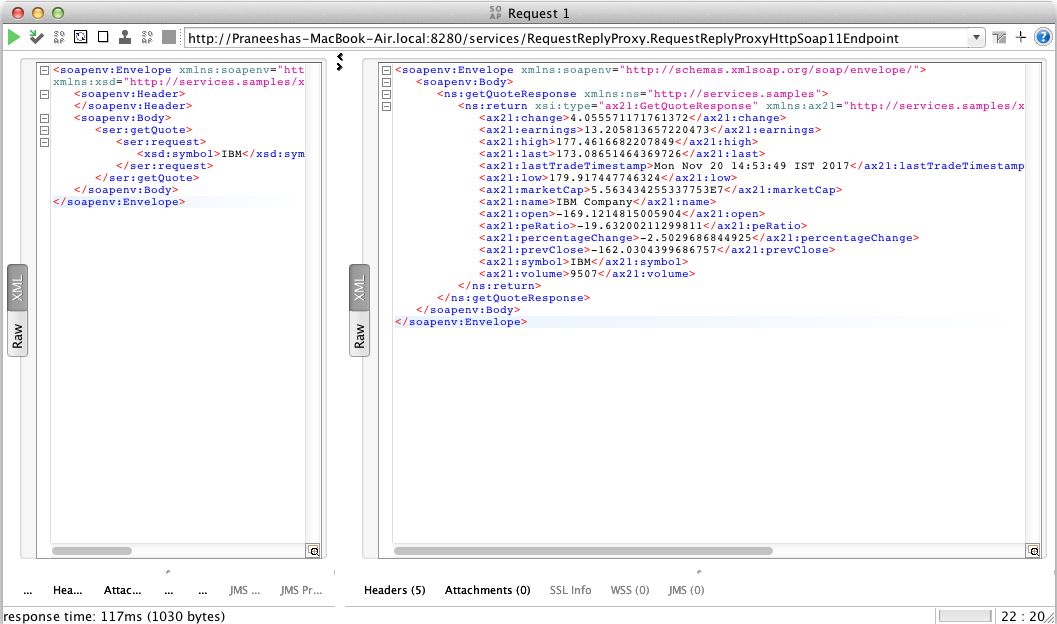 Request 1
http://Praneeshas-MacBook-Air.local:8280/services/RequestReplyProxy.RequestReplyProxyHttpSoap11Endpoint
<soapenv:Envelope xmlns:soapenv="htt
xmlns:xsd="http://services.samples/x
<soapenv:Header>
</soapenv:Header>
<soapenv:Body>
<ser:getQuote>
<ser:request>
<xsd:symbol>IBM</xsd:sym
</ser:request>
</ser:getQuote>
</soapenv:Body>
</soapenv:Envelope>
XML
Raw
<soapenv:Envelope xmlns:soapenv="http://schemas.xmlsoap.org/soap/envelope/">
<soapenv:Body>
<ns:getQuoteResponse xmlns:ns="http://services.samples">
<ns:return xsi:type="ax21:GetQuoteResponse" xmlns:ax21="http://services.samples/x
<ax21:change>4.055571171761372</ax21:change>
<ax21:earnings>13.205813657220473</ax21:earnings>
<ax21:high>177.4616682207849</ax21:high>
<ax21:last>173.08651464369726</ax21:last>
<ax21:lastTradeTimestamp>Mon Nov 20 14:53:49 IST 2017</ax21:lastTradeTimestamp
<ax21:low>179.917447746324</ax21:low>
<ax21:marketCap>5.563434255337753E7</ax21:marketCap>
<ax21:name>IBM Company</ax21:name>
<ax21:open>-169.1214815005904</ax21:open>
<ax21:peRatio>-19.63200211299811</ax21:peRatio>
<ax21:percentageChange>-2.5029686844925</ax21:percentageChange>
<ax21:prevClose>-162.0304399686757</ax21:prevClose>
<ax21:symbol>IBM</ax21:symbol>
<ax21:volume>9507</ax21:volume>
</ns:return>
</ns:getQuoteResponse>
</soapenv:Body>
</soapenv:Envelope>
XML
Raw
... Hea... Attac... ... ... JMS ... JMS Pr...
Headers (5) Attachments (0) SSL Info WSS (0) JMS (0)
response time: 117ms (1030 bytes)
22 : 20